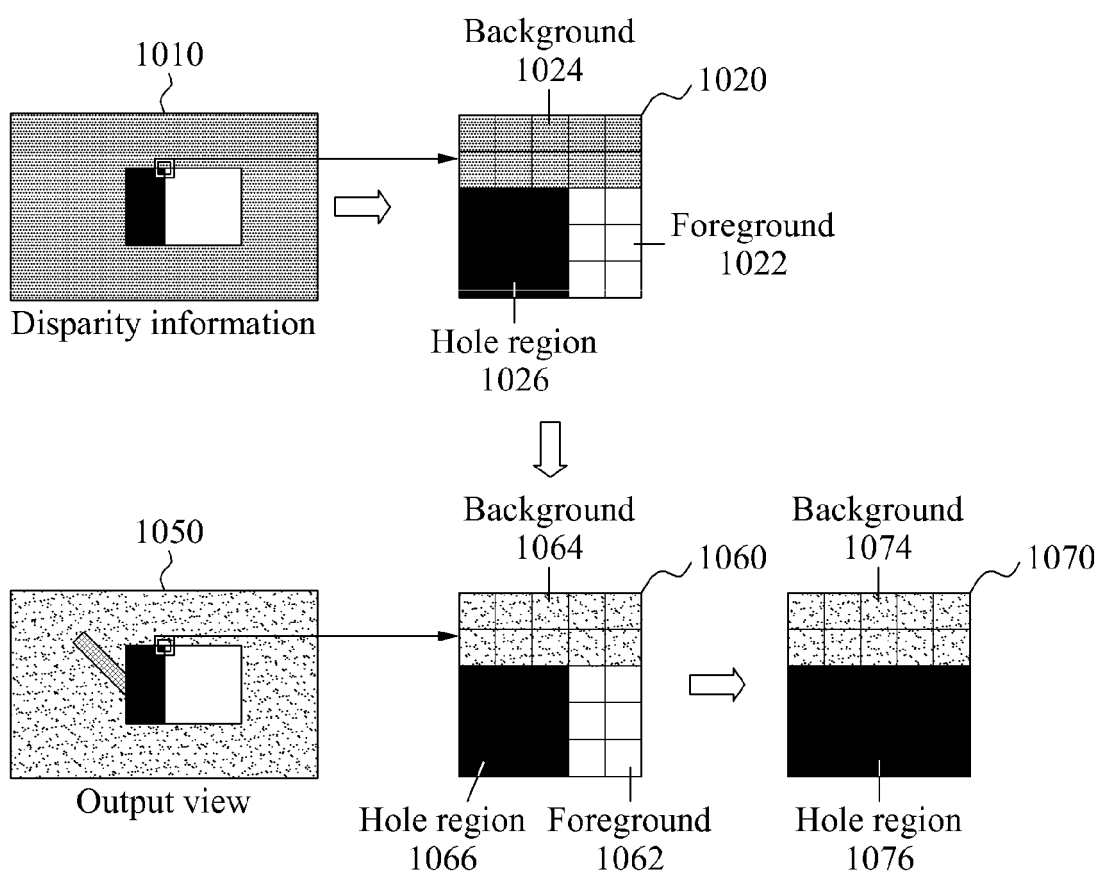 1010
Background
1024
1020
Foreground
1022
Disparity information
Hole region
1026
1050
Background
1064
1060
Background
1074
1070
Output view
Hole region
1066
Foreground
1062
Hole region
1076